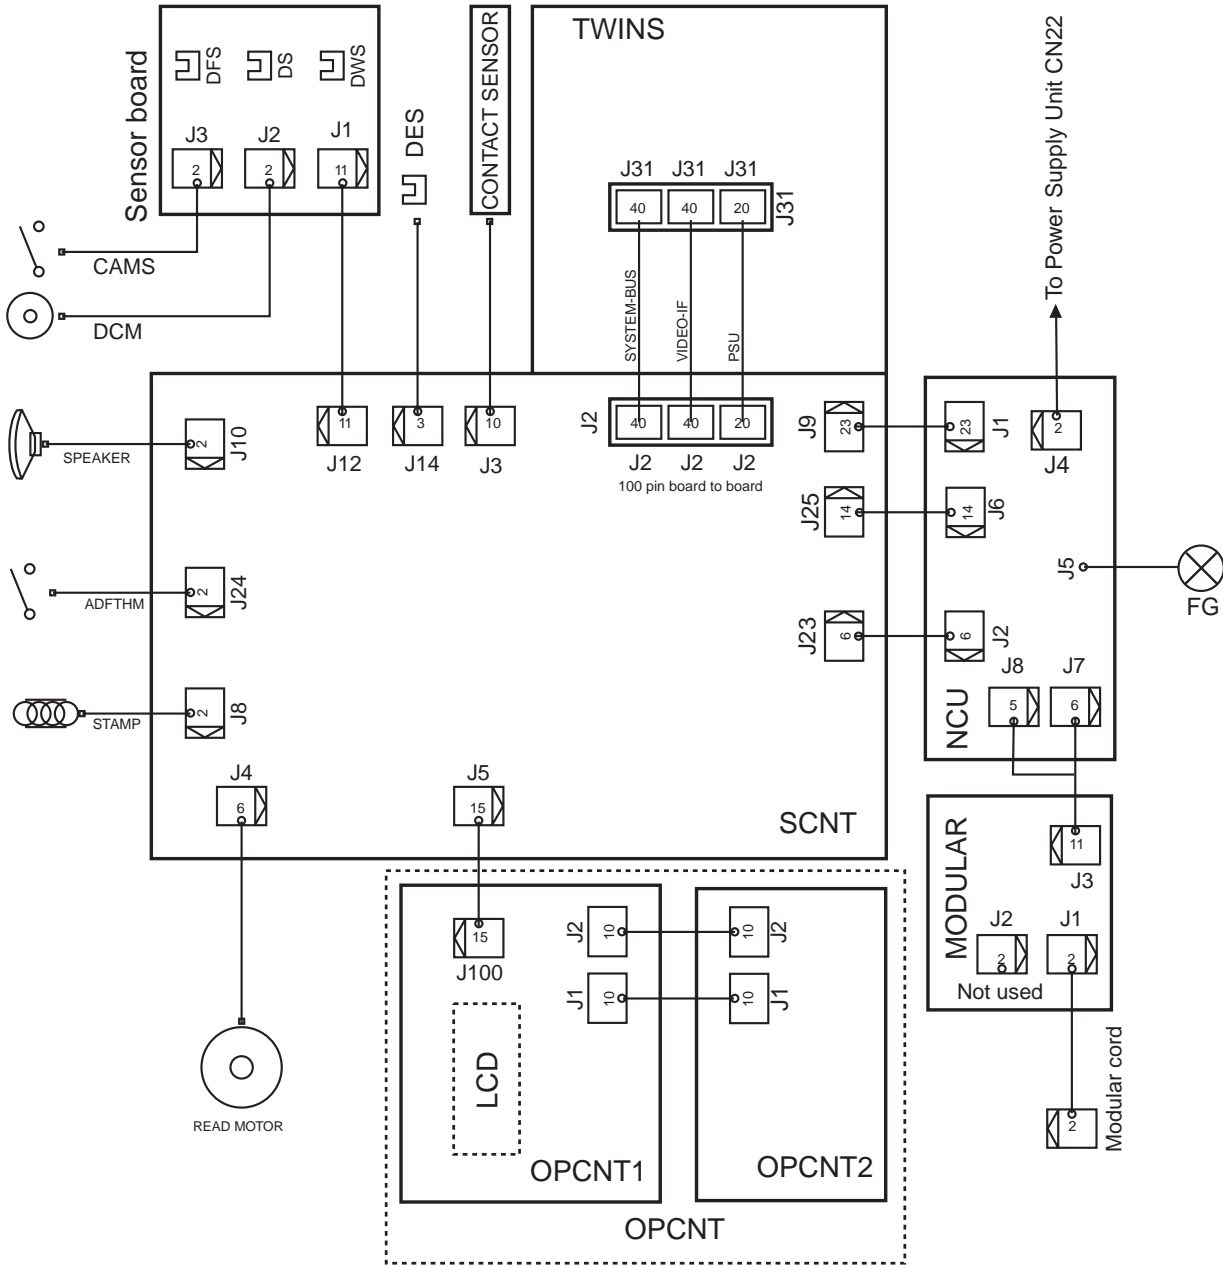 Sensor board
DFS
DS
DWS
J3
J2
J1
2
2
11
CAMS
DCM
DES
CONTACT SENSOR
TWINS
J31
J31
J31
40
40
20
J31
SYSTEM-BUS
VIDEO-IF
PSU
To Power Supply Unit CN22
SPEAKER
2
J10
11
J12
3
J14
10
J3
J2
40
40
20
J2
J2
J2
100 pin board to board
J9
23
23
J1
2
J4
J25
14
14
J6
ADFTHM
2
J24
J5
FG
J23
6
6
J2
STAMP
2
J8
NCU
J8
J7
5
6
J4
6
J5
15
SCNT
MODULAR
11
J3
J2
J1
2
2
Not used
15
J100
J2
10
10
J2
J1
10
10
J1
LCD
READ MOTOR
OPCNT1
OPCNT2
OPCNT
2
Modular cord